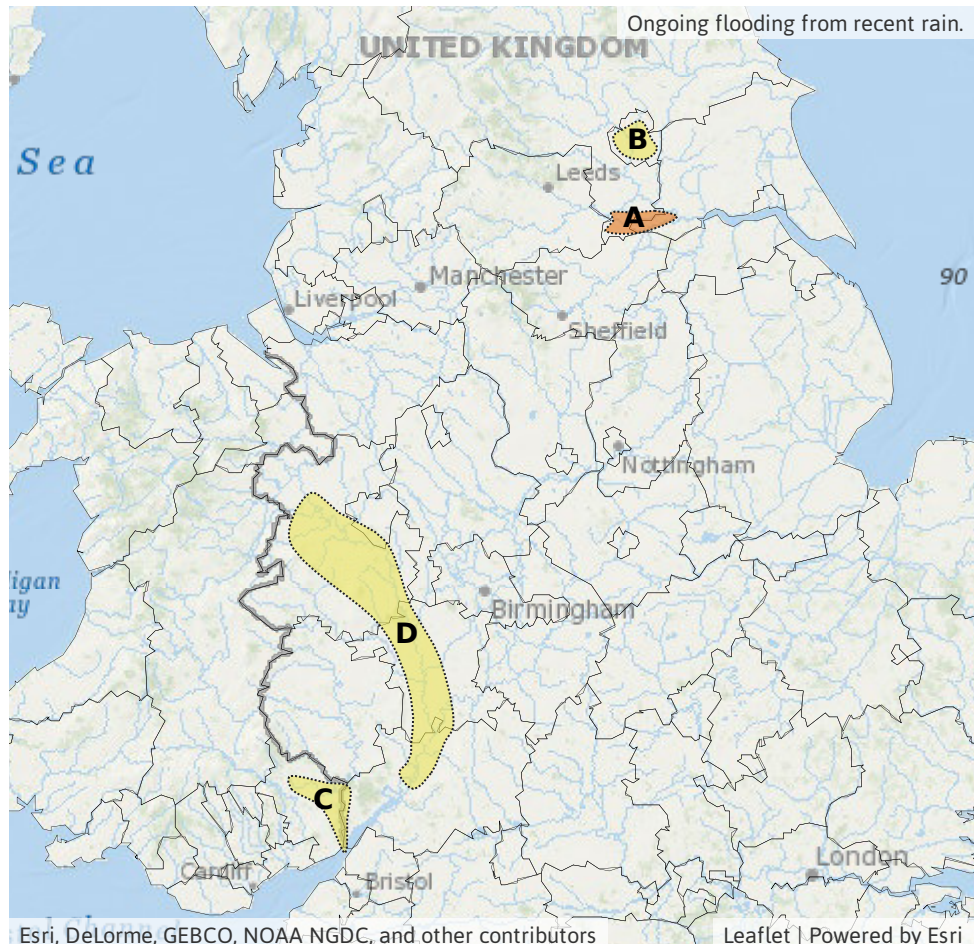 Ongoing flooding from recent rain.
UNITED KINGDOM
B
Sea
Leeds
A
Manchester
90
Liverpool
Sheffield
Nottingham
igan
ay
Birmingham
D
C
London
Cardiff
Bristol
Channel
Esri, DeLorme, GEBCO, NOAA NGDC, and other contributors
Leaflet | Powered by Esri